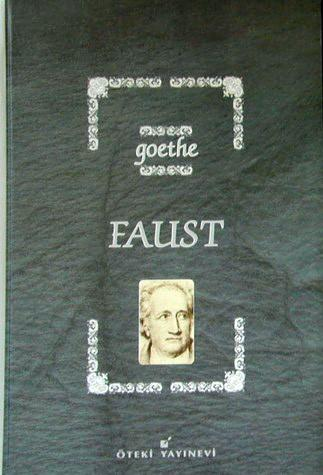 goethe
FAUST
ÖTEKİ YAYINEVİ